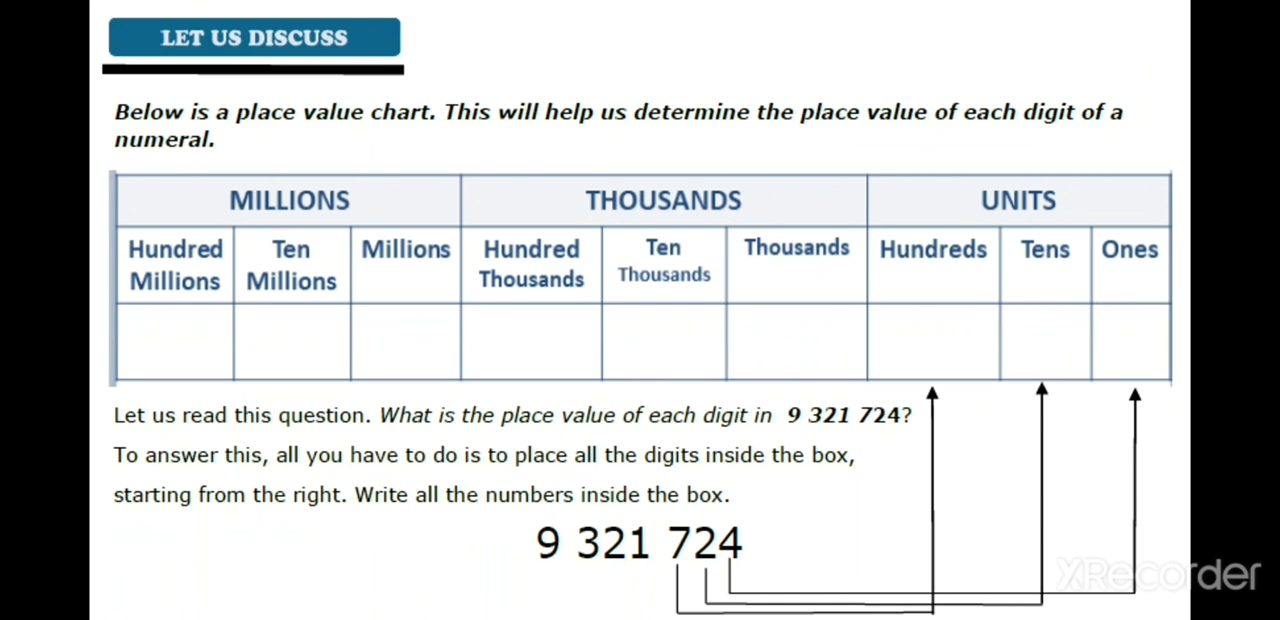 LET US DISCUSS
Below is a place value chart. This will help us determine the place value of each digit of a
numeral.
MILLIONS THOUSANDS UNITS
Hundred Millions Ten Millions Millions Hundred Thousands Ten Thousands Thousands Hundreds Tens Ones
Let us read this question. What is the place value of each digit in 9 321 724?
To answer this, all you have to do is to place all the digits inside the box,
starting from the right. Write all the numbers inside the box.
9 321 724
XRecorder